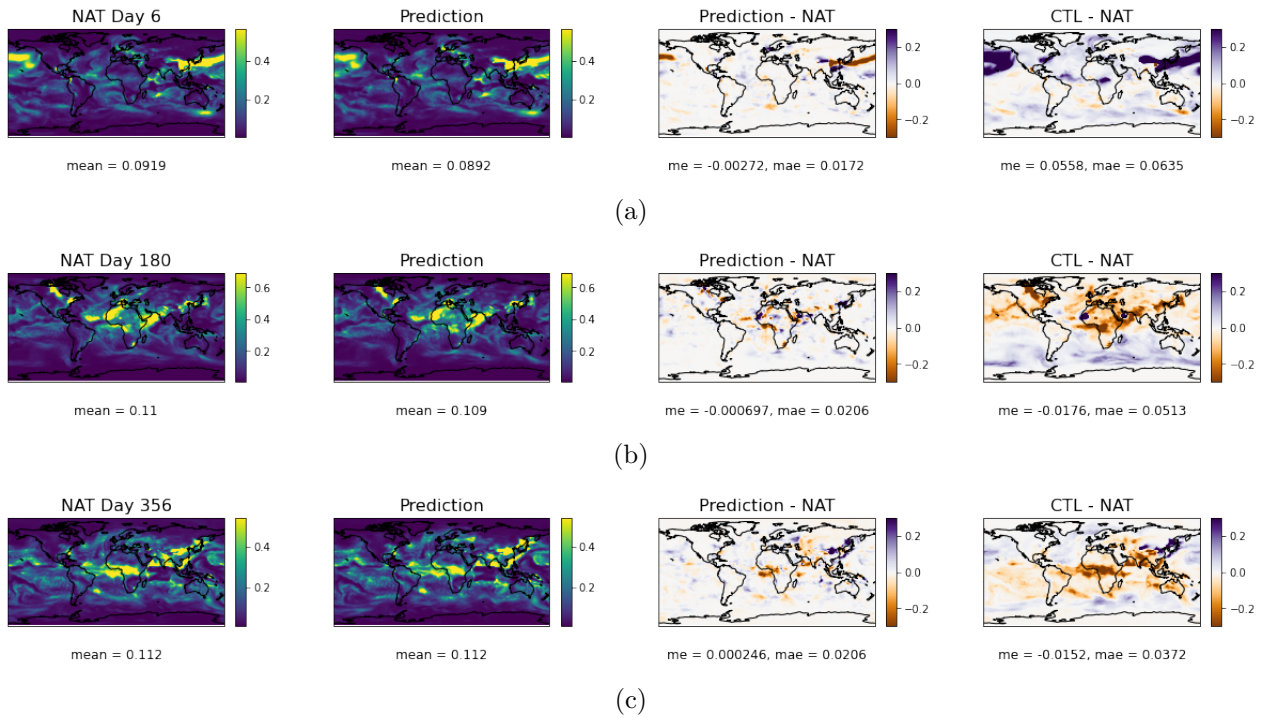 NAT Day 6 Prediction Prediction - NAT CTL - NAT
0.4 0.4 0.2 0.2
0.2 0.2 0.0 0.0
−0.2 −0.2
mean = 0.0919 mean = 0.0892 me = -0.00272, mae = 0.0172 me = 0.0558, mae = 0.0635
(a)
NAT Day 180 Prediction Prediction - NAT CTL - NAT
0.6 0.6 0.2 0.2
0.4 0.4 0.0 0.0
0.2 0.2 −0.2 −0.2
mean = 0.11 mean = 0.109 me = -0.000697, mae = 0.0206 me = -0.0176, mae = 0.0513
(b)
NAT Day 356 Prediction Prediction - NAT CTL - NAT
0.4 0.4 0.2 0.2
0.2 0.2 0.0 0.0
−0.2 −0.2
mean = 0.112 mean = 0.112 me = 0.000246, mae = 0.0206 me = -0.0152, mae = 0.0372
(c)